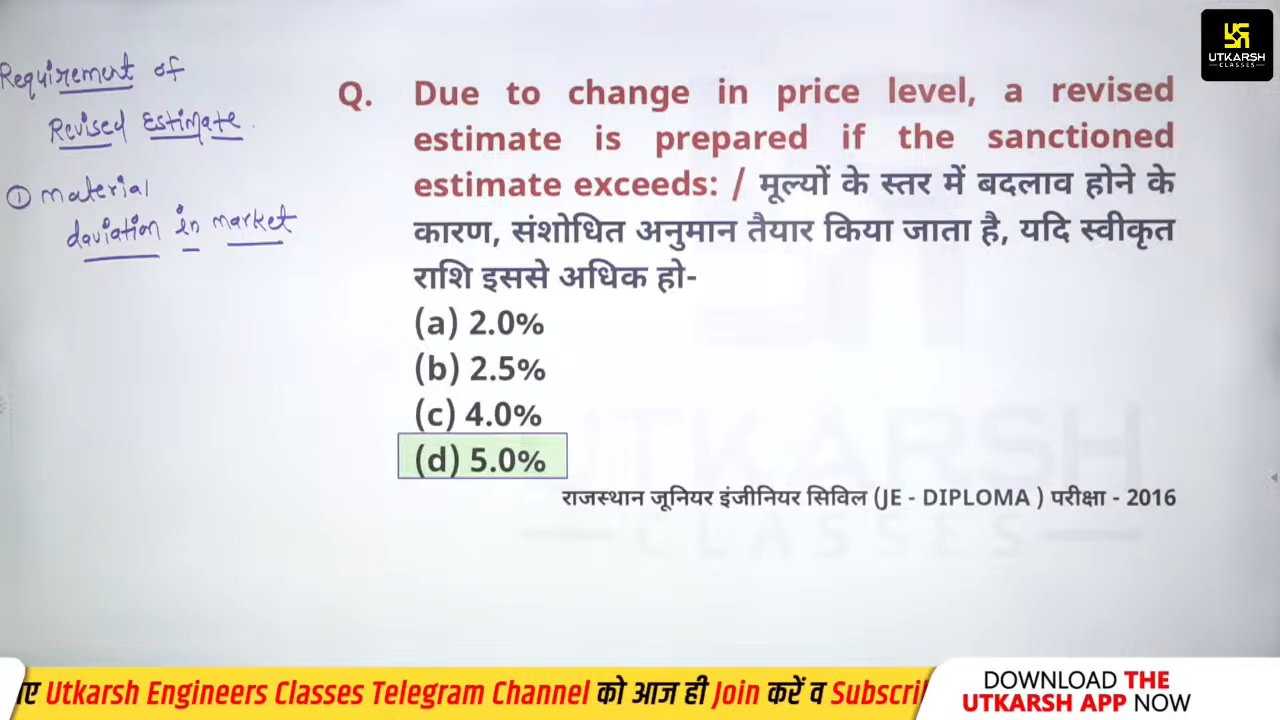 UTKARSH
CLASSES
Requirement of
Revised Estimate.
① Material
daviation in market
Q. Due to change in price level, a revised
estimate is prepared if the sanctioned
estimate exceeds: / मूल्यों के स्तर में बदलाव होने के
कारण, संशोधित अनुमान तैयार किया जाता है, यदि स्वीकृत
राशि इससे अधिक हो-
(a) 2.0%
(b) 2.5%
(c) 4.0%
(d) 5.0%
राजस्थान जूनियर इंजीनियर सिविल (JE - DIPLOMA ) परीक्षा - 2016
UTKARSH
CLASSES
Utkarsh Engineers Classes Telegram Channel को आज ही Join करें व
DOWNLOAD THE
UTKARSH APP NOW